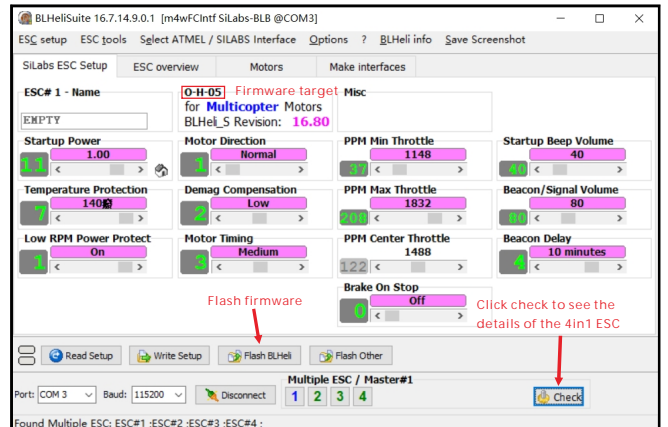 BLHeliSuite 16.7.14.9.0.1 [m4wFCIntf SiLabs-BLB @COM3]
ESC setup ESC tools Select ATMEL / SILABS Interface Options ? BLHeli info Save Screenshot
SiLabs ESC Setup ESC overview Motors Make interfaces
ESC# 1 - Name
EMPTY
O-H-05 Firmware target
for Multicopter Motors
BLHeli_S Revision: 16.80
Misc
Startup Power
1.00
11
Motor Direction
Normal
1
PPM Min Throttle
1148
37
Startup Beep Volume
40
40
Temperature Protection
140癤
7
Demag Compensation
Low
2
PPM Max Throttle
1832
208
Beacon/Signal Volume
80
80
Low RPM Power Protect
On
1
Motor Timing
Medium
3
PPM Center Throttle
1488
122
Beacon Delay
10 minutes
4
Brake On Stop
Off
0
Flash firmware
Click check to see the
details of the 4in1 ESC
Read Setup Write Setup Flash BLHeli Flash Other
Port: COM 3 Baud: 115200 Disconnect
Multiple ESC / Master#1
1 2 3 4
Check
Found Multiple ESC: ESC#1 :ESC#2 :ESC#3 :ESC#4 :